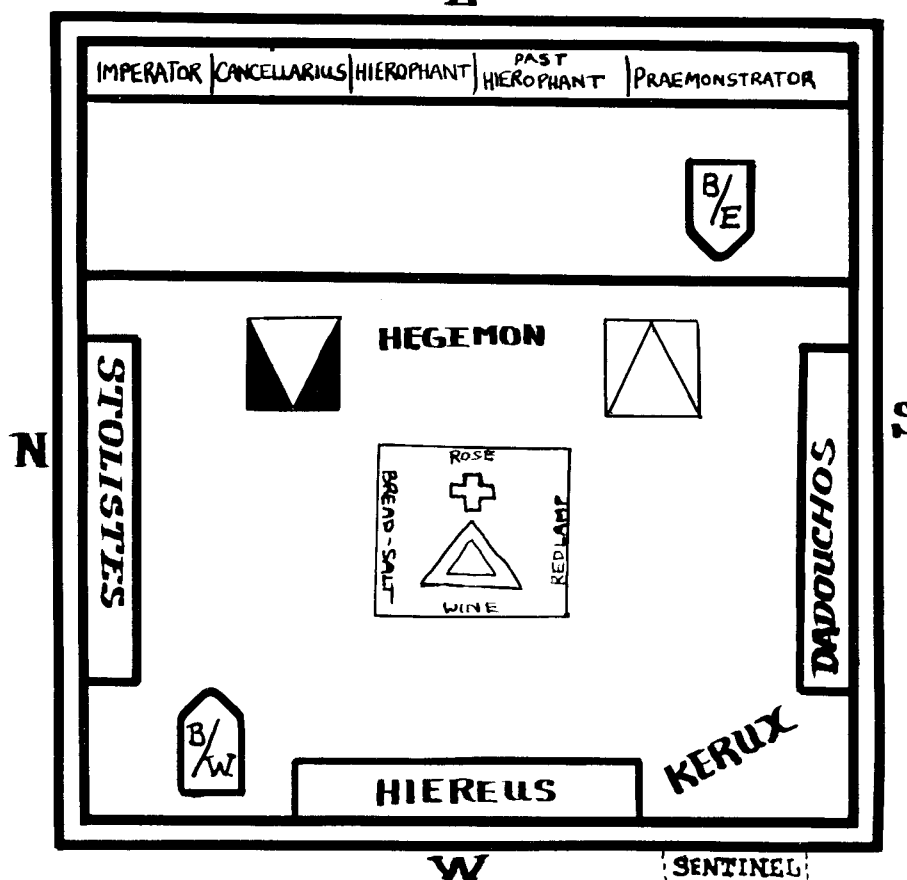 E
IMPERATOR CANCELLARIUS HIEROPHANT PAST HIEROPHANT PRAEMONSTRATOR
B/E
HEGEMON
STOLISTES
N
S
ROSE
BREAD-SALT
RED LAMP
WINE
DADOUCHOS
B/W
HIEREUS
KERUX
W
SENTINEL